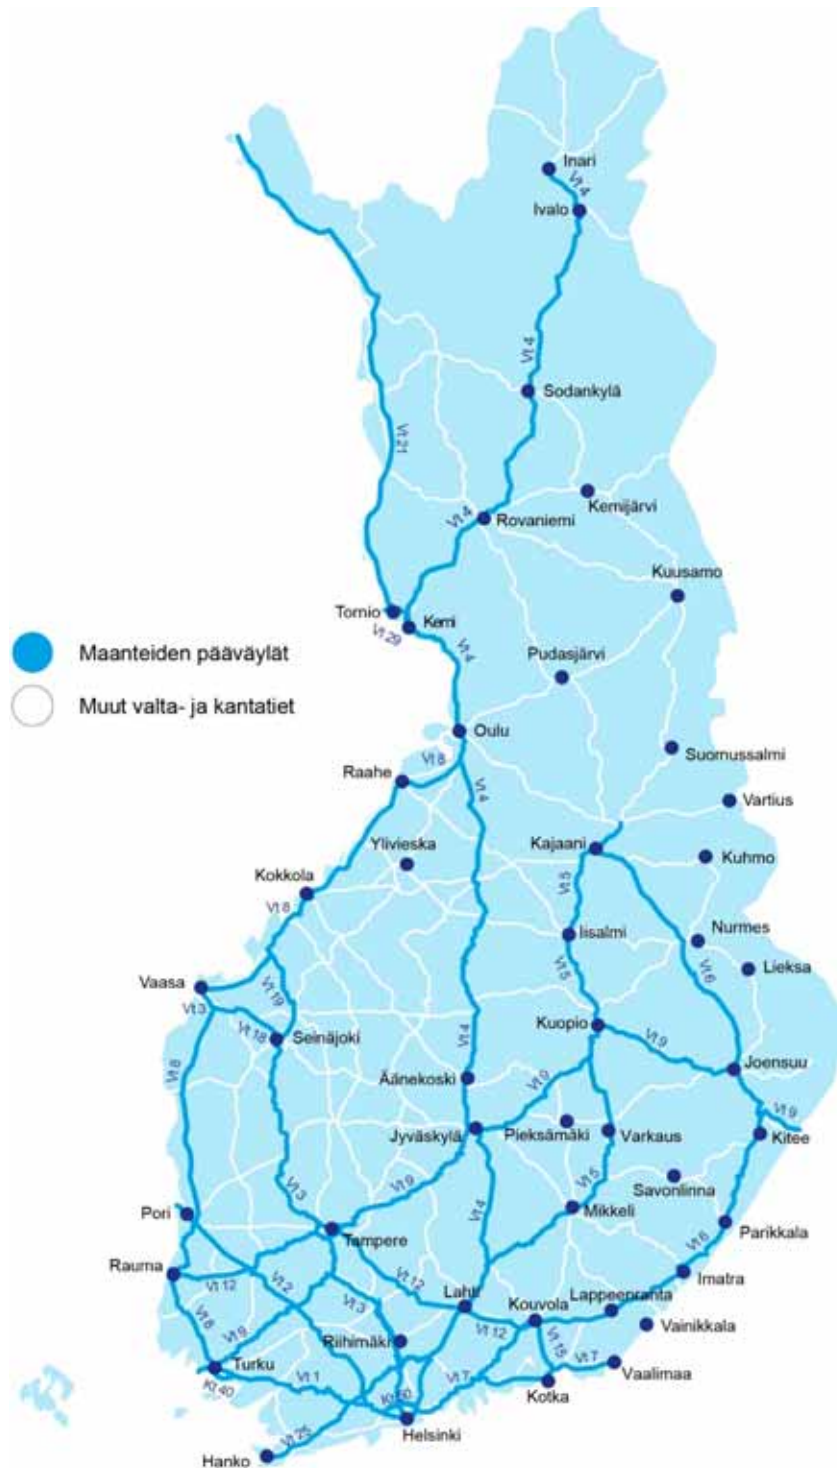 Inari
Vt 4
Ivalo
Vt 4
Sodankylä
Vt 21
Kemijärvi
Vt 4
Rovaniemi
Kuusamo
Tornio
Kemi
Vt 29
Vt 4
Maanteiden pääväylät
Pudasjärvi
Muut valta- ja kantatiet
Oulu
Suomussalmi
Vt 8
Raahe
Vt 4
Vartius
Ylivieska
Kajaani
Kuhmo
Kokkola
Vt 5
Vt 8
Nurmes
Iisalmi
Lieksa
Vt 5
Vt 6
Vaasa
Vt 19
Vt 3
Kuopio
Vt 18
Seinäjoki
Vt 4
Vt 9
Vt 8
Joensuu
Äänekoski
Vt 9
Vt 9
Jyväskylä
Pieksämäki
Varkaus
Kitee
Vt 9
Vt 5
Savonlinna
Vt 3
Pori
Vt 4
Mikkeli
Parikkala
Tampere
Vt 6
Rauma
Vt 12
Vt 12
Imatra
Vt 2
Lahti
Lappeenranta
Vt 3
Kouvola
Vt 8
Vt 12
Vainikkala
Vt 9
Riihimäki
Vt 15
Turku
Vt 7
Vaalimaa
Vt 1
Vt 7
Kt 40
Kt 50
Kotka
Helsinki
Vt 25
Hanko